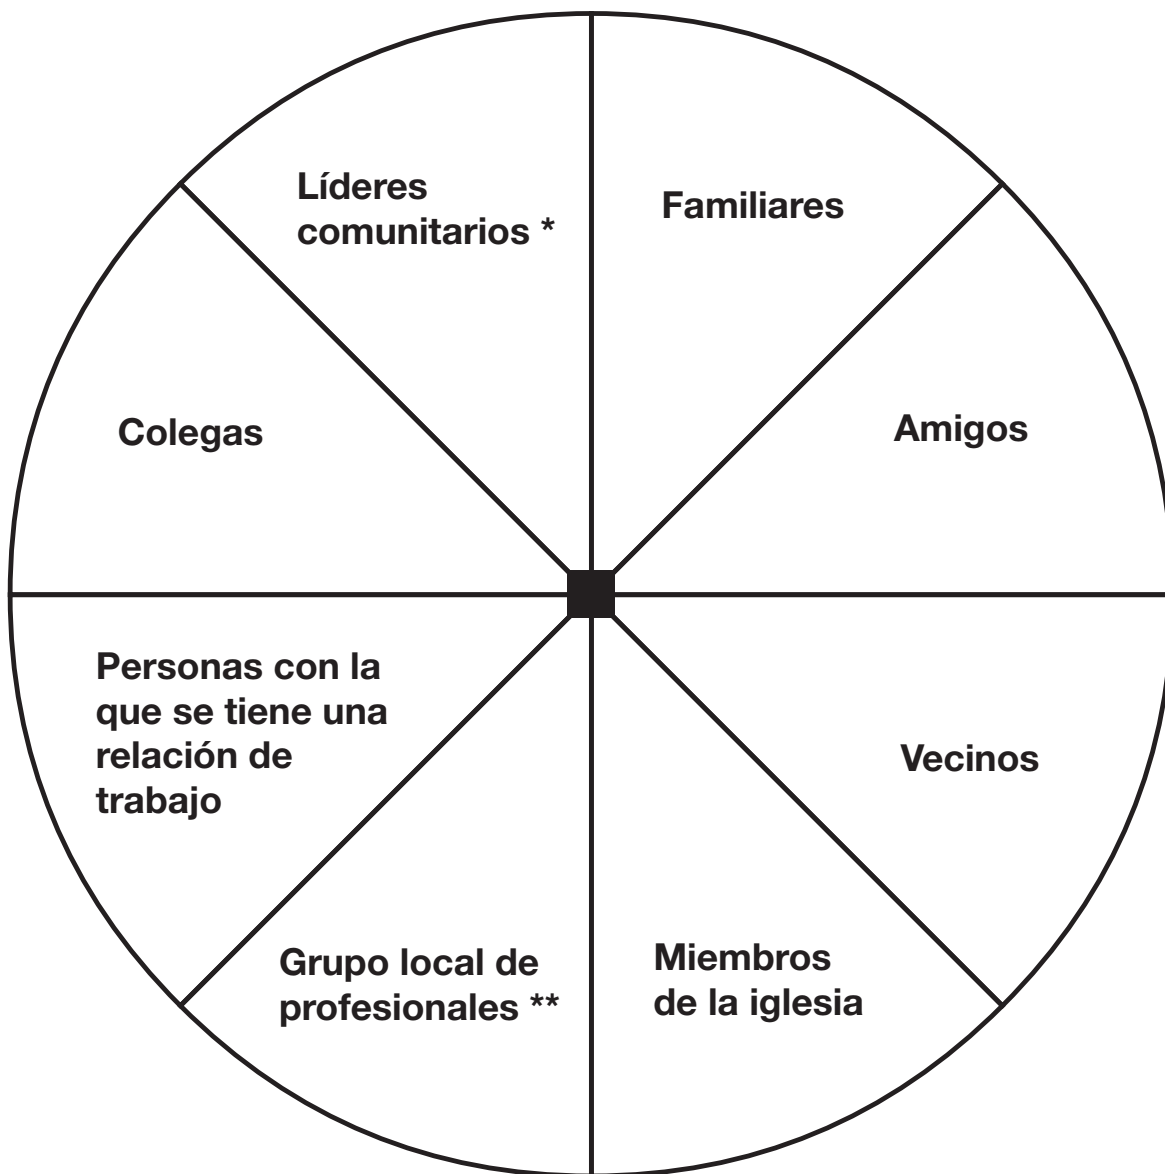 Líderes
comunitarios *
Familiares
Colegas
Amigos
Personas con la
que se tiene una
relación de
trabajo
Vecinos
Grupo local de
profesionales **
Miembros
de la iglesia